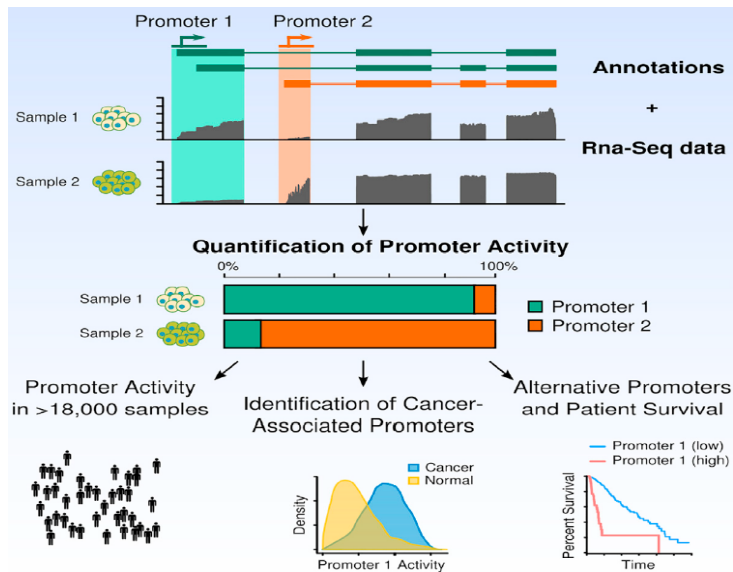 Promoter 1 Promoter 2
Annotations
+
Rna-Seq data
Sample 1
Sample 2
Quantification of Promoter Activity
0% 100%
Sample 1
Sample 2
Promoter 1
Promoter 2
Promoter Activity
in >18,000 samples
Identification of Cancer-
Associated Promoters
Alternative Promoters
and Patient Survival
Cancer
Normal
Density
Promoter 1 Activity
Promoter 1 (low)
Promoter 1 (high)
Percent Survival
Time